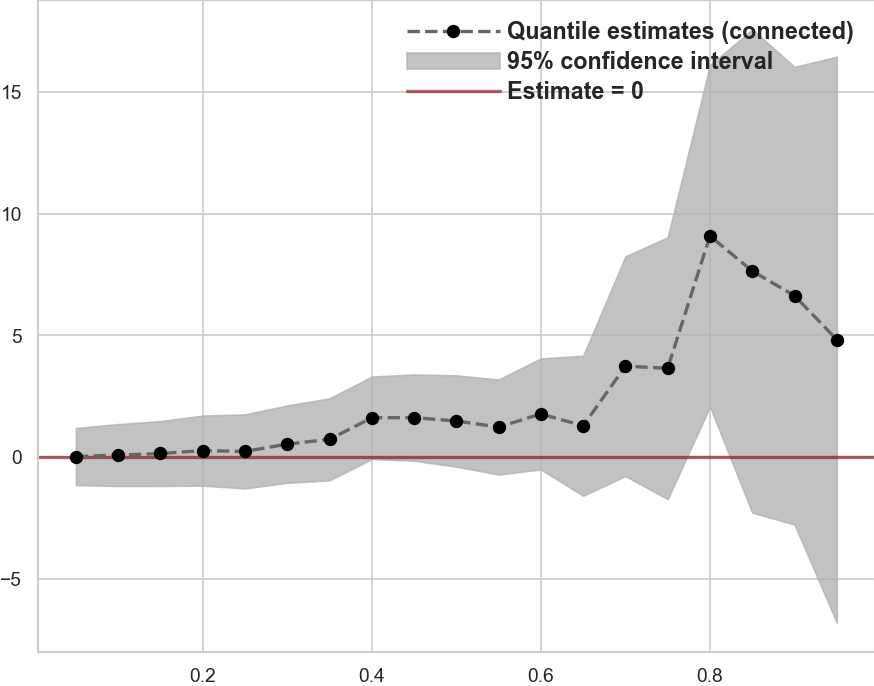 Quantile estimates (connected)
95% confidence interval
Estimate = 0
15
10
5
0
−5
0.2 0.4 0.6 0.8